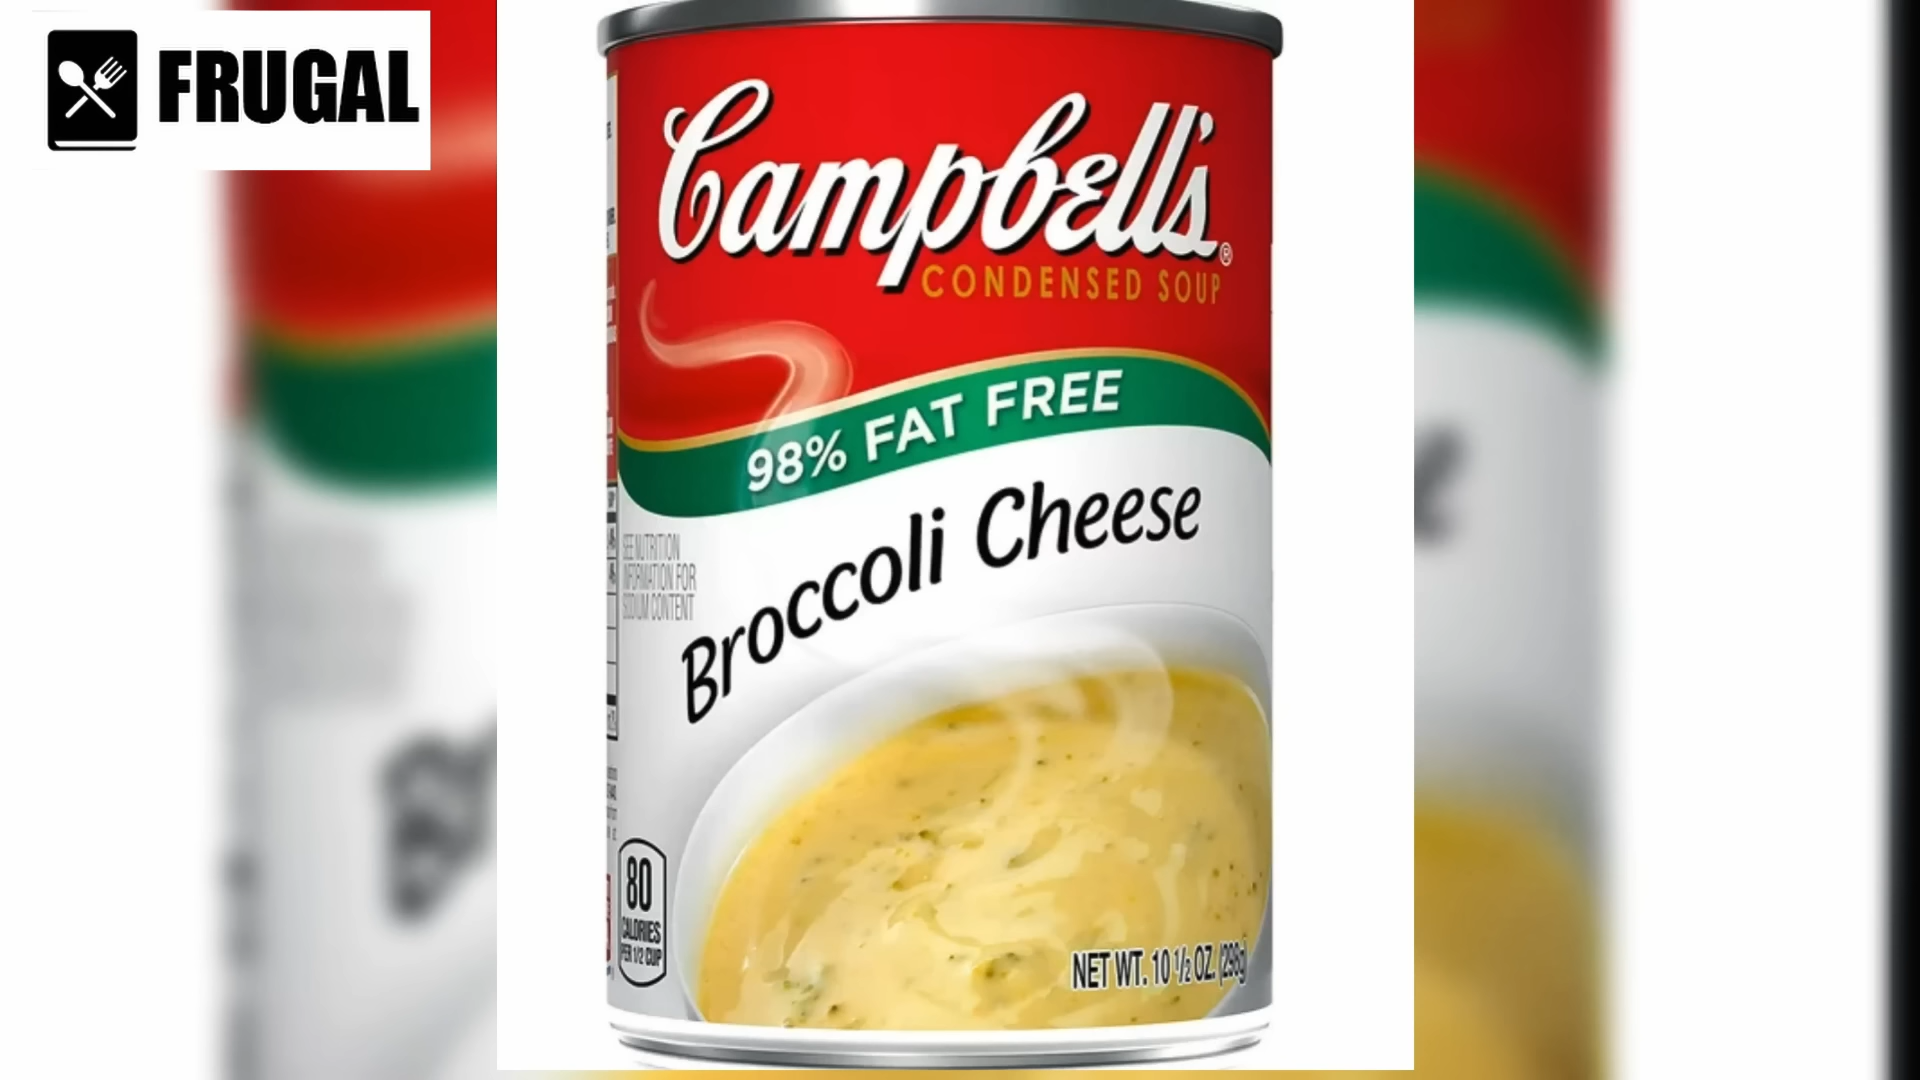 FRUGAL
Campbell's®
CONDENSED SOUP
98% FAT FREE
Broccoli Cheese
SEE NUTRITION
INFORMATION FOR
SODIUM CONTENT
80
CALORIES
PER 1/2 CUP
NET WT. 10 1/2 OZ. (298g)